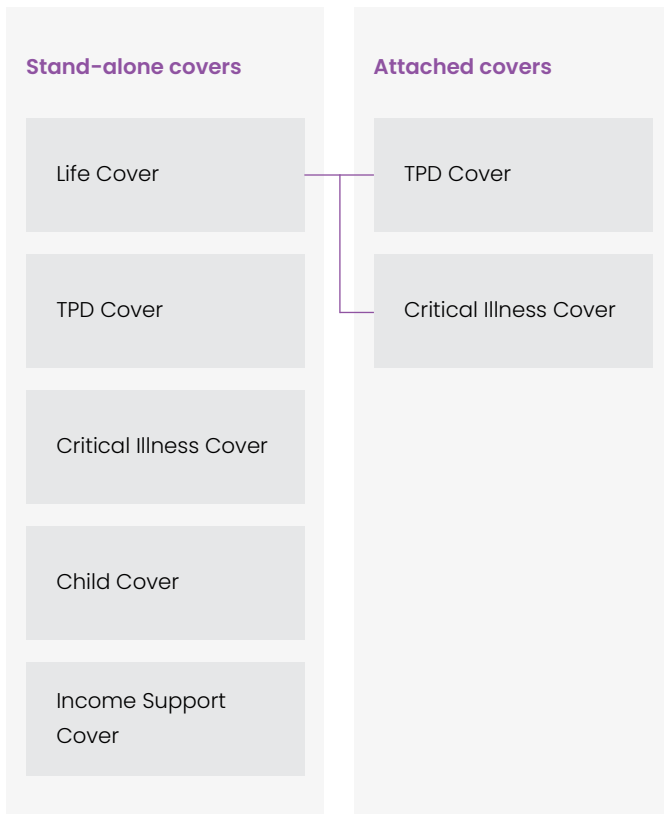 Stand-alone covers
Life Cover
TPD Cover
Critical Illness Cover
Child Cover
Income Support
Cover
Attached covers
TPD Cover
Critical Illness Cover